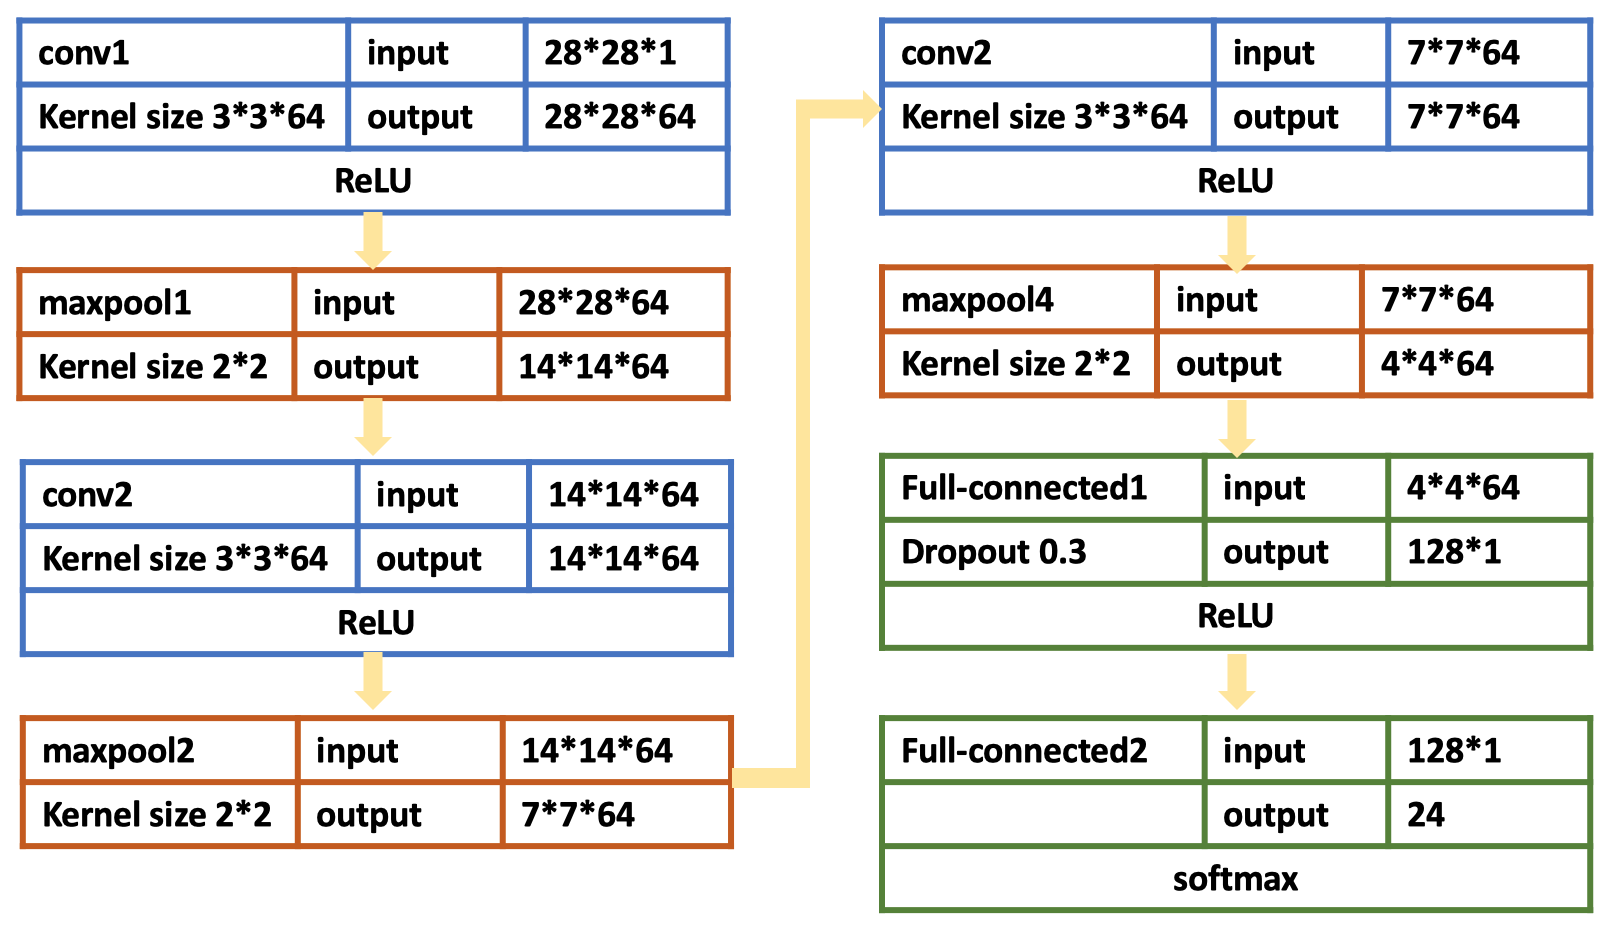 conv1 input 28*28*1
Kernel size 3*3*64 output 28*28*64
ReLU
maxpool1 input 28*28*64
Kernel size 2*2 output 14*14*64
conv2 input 14*14*64
Kernel size 3*3*64 output 14*14*64
ReLU
maxpool2 input 14*14*64
Kernel size 2*2 output 7*7*64
conv2 input 7*7*64
Kernel size 3*3*64 output 7*7*64
ReLU
maxpool4 input 7*7*64
Kernel size 2*2 output 4*4*64
Full-connected1 input 4*4*64
Dropout 0.3 output 128*1
ReLU
Full-connected2 input 128*1
output 24
softmax